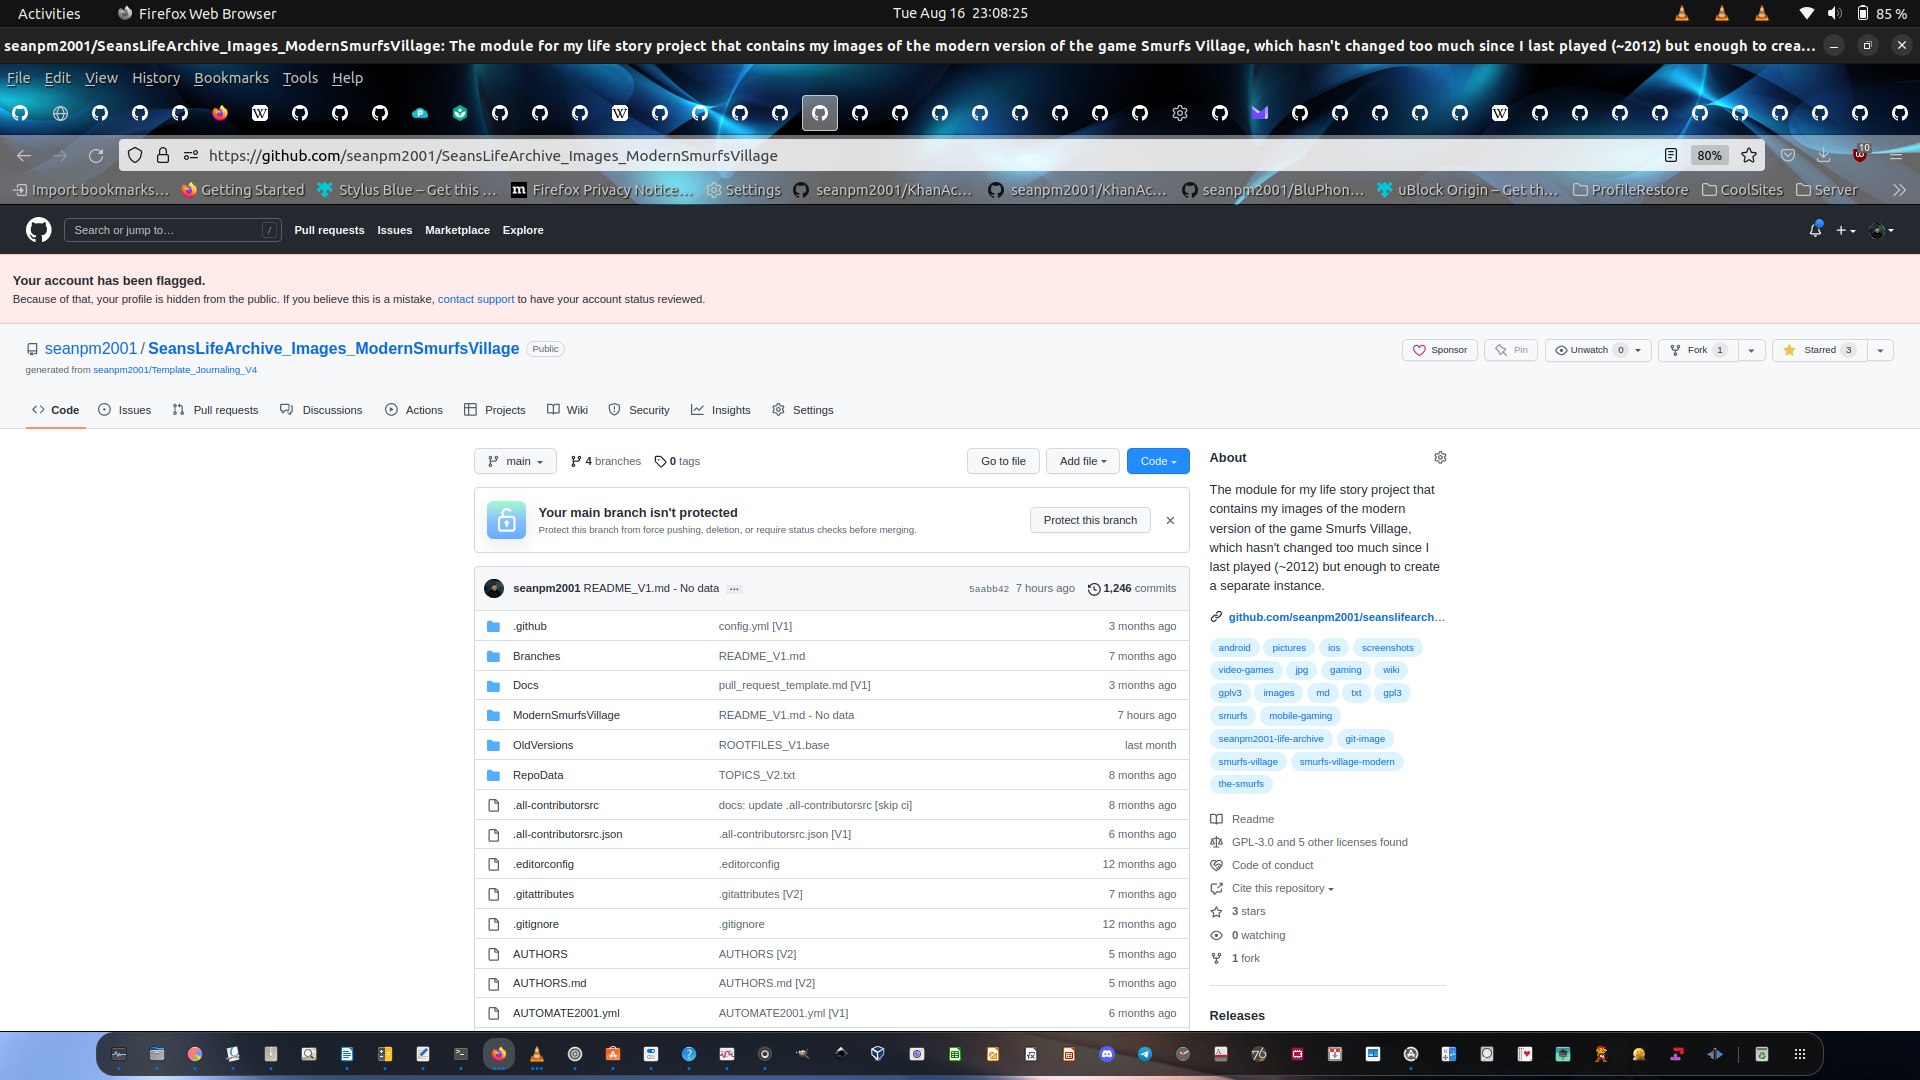 Activities Firefox Web Browser Tue Aug 16 23:08:25 85 %
seanpm2001/SeansLifeArchive_Images_ModernSmurfsVillage: The module for my life story project that contains my images of the modern version of the game Smurfs Village, which hasn't changed too much since I last played (~2012) but enough to crea…
File Edit View History Bookmarks Tools Help
https://github.com/seanpm2001/SeansLifeArchive_Images_ModernSmurfsVillage 80% 10
Import bookmarks… Getting Started Stylus Blue – Get this … Firefox Privacy Notice… Settings seanpm2001/KhanAc… seanpm2001/KhanAc… seanpm2001/BluPhon… uBlock Origin – Get th… ProfileRestore CoolSites Server
Search or jump to… / Pull requests Issues Marketplace Explore
Your account has been flagged.
Because of that, your profile is hidden from the public. If you believe this is a mistake, contact support to have your account status reviewed.
seanpm2001 / SeansLifeArchive_Images_ModernSmurfsVillage Public Sponsor Pin Unwatch 0 Fork 1 Starred 3
generated from seanpm2001/Template_Journaling_V4
Code Issues Pull requests Discussions Actions Projects Wiki Security Insights Settings
main 4 branches 0 tags Go to file Add file Code
Your main branch isn't protected
Protect this branch from force pushing, deletion, or require status checks before merging.
Protect this branch
seanpm2001 README_V1.md - No data … 5aabb42 7 hours ago 1,246 commits
.github config.yml [V1] 3 months ago
Branches README_V1.md 7 months ago
Docs pull_request_template.md [V1] 3 months ago
ModernSmurfsVillage README_V1.md - No data 7 hours ago
OldVersions ROOTFILES_V1.base last month
RepoData TOPICS_V2.txt 8 months ago
.all-contributorsrc docs: update .all-contributorsrc [skip ci] 8 months ago
.all-contributorsrc.json .all-contributorsrc.json [V1] 6 months ago
.editorconfig .editorconfig 12 months ago
.gitattributes .gitattributes [V2] 7 months ago
.gitignore .gitignore 12 months ago
AUTHORS AUTHORS [V2] 5 months ago
AUTHORS.md AUTHORS.md [V2] 5 months ago
AUTOMATE2001.yml AUTOMATE2001.yml [V1] 6 months ago
About
The module for my life story project that
contains my images of the modern
version of the game Smurfs Village,
which hasn't changed too much since I
last played (~2012) but enough to create
a separate instance.
github.com/seanpm2001/seanslifearch…
android pictures ios screenshots
video-games jpg gaming wiki
gplv3 images md txt gpl3
smurfs mobile-gaming
seanpm2001-life-archive git-image
smurfs-village smurfs-village-modern
the-smurfs
Readme
GPL-3.0 and 5 other licenses found
Code of conduct
Cite this repository
3 stars
0 watching
1 fork
Releases